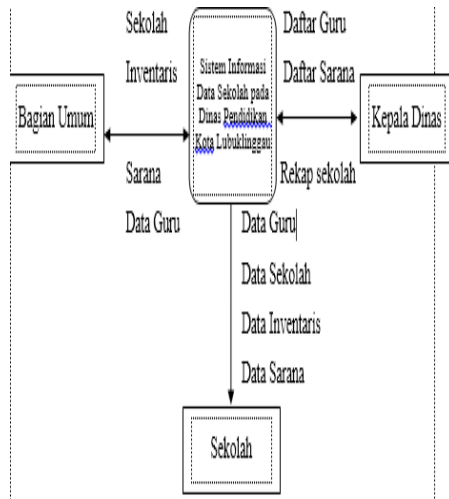 Sekolah
Inventaris
Daftar Guru
Daftar Sarana
Sistem Informasi
Data Sekolah pada
Dinas Pendidikan
Kota Lubuklinggau
Bagian Umum
Kepala Dinas
Sarana
Data Guru
Rekap sekolah
Data Guru
Data Sekolah
Data Inventaris
Data Sarana
Sekolah